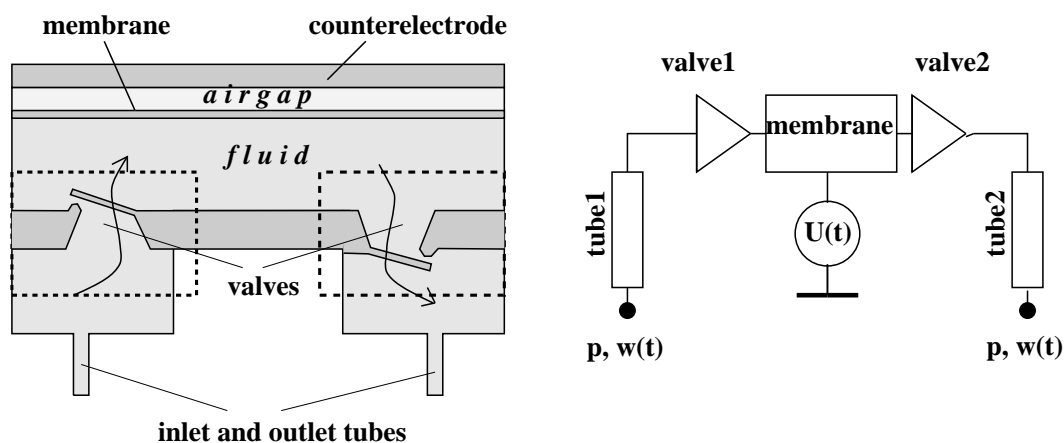 membrane
counterelectrode
airgap
fluid
valves
inlet and outlet tubes
valve1
valve2
membrane
tube1
U(t)
tube2
p, w(t)
p, w(t)